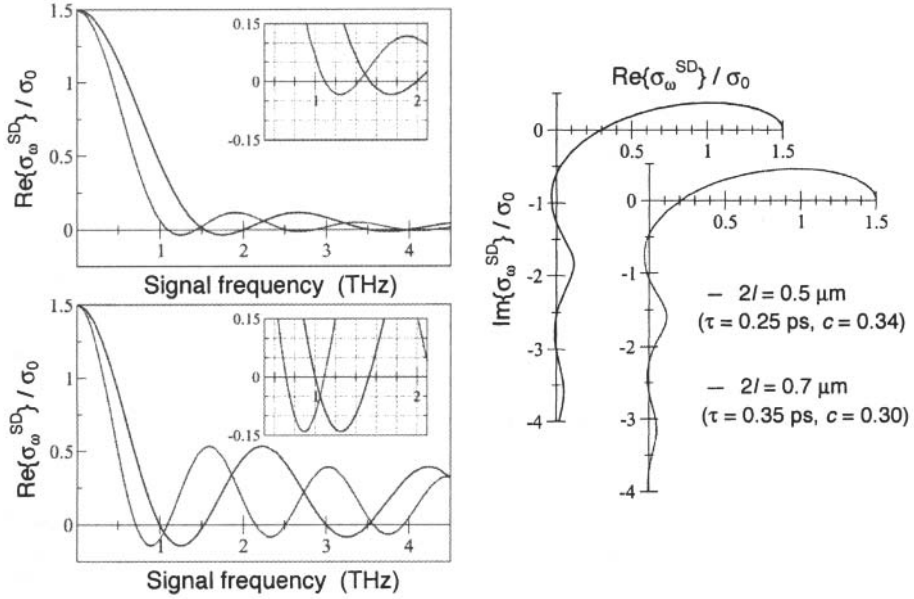 Re{σ_ω^SD} / σ_0
1.5
1
0.5
0
1 2 3 4
0.15
0
-0.15
1 2
Signal frequency (THz)
Re{σ_ω^SD} / σ_0
1.5
1
0.5
0
1 2 3 4
0.15
0
-0.15
1 2
Signal frequency (THz)
Re{σ_ω^SD} / σ_0
Im{σ_ω^SD} / σ_0
0
-1
-2
-3
-4
0.5 1 1.5
0
-1
-2
-3
-4
0.5 1 1.5
— 2l = 0.5 μm
(τ = 0.25 ps, c = 0.34)
— 2l = 0.7 μm
(τ = 0.35 ps, c = 0.30)